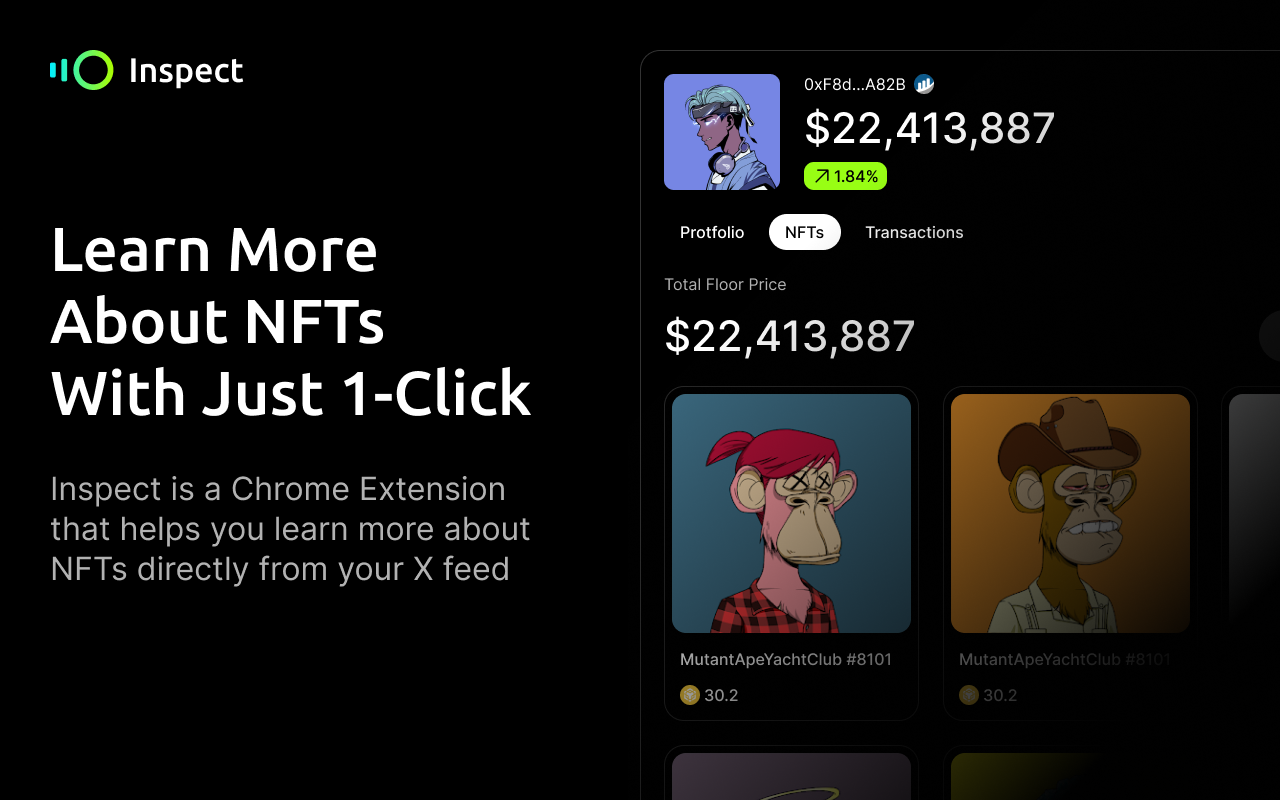 Inspect
Learn More
About NFTs
With Just 1-Click
Inspect is a Chrome Extension
that helps you learn more about
NFTs directly from your X feed
0xF8d...A82B
$22,413,887
1.84%
Protfolio
NFTs
Transactions
Total Floor Price
$22,413,887
MutantApeYachtClub #8101
30.2
MutantApeYachtClub #8101
30.2